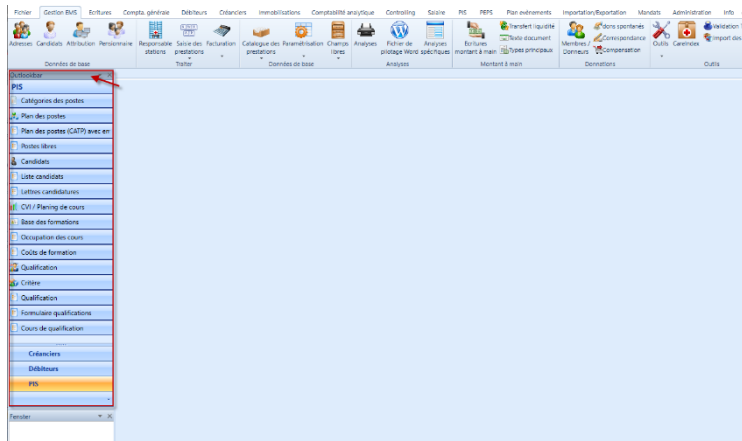 Fichier Gestion EMS Ecritures Compta. générale Débiteurs Créanciers Immobilisations Comptabilité analytique Controlling Salaire PIS PEPS Plan evénements Importation/Exportation Mandats Administration Info
Adresses Candidats Attribution Pensionnaire
Responsable stations Saisie des prestations Facturation
Catalogue des prestations Paramétrisation Champs libres
Analyses Fichier de pilotage Word Analyses spécifiques
Ecritures montant à main Transfert liquidité
Texte document
Types principaux
Membres / Donneurs dons spontanés
Correspondance
Compensation
Outils CareIndex Validation
Import des
Données de base Traiter Données de base Analyses Montant à main Donnations Outils
Outlookbar
PIS
Catégories des postes
Plan des postes
Plan des postes (CATP) avec em
Postes libres
Candidats
Liste candidats
Lettres candidatures
CVI / Planing de cours
Base des formations
Occupation des cours
Coûts de formation
Qualification
Critère
Qualification
Formulaire qualifications
Cours de qualification
Créanciers
Débiteurs
PIS
Fenster